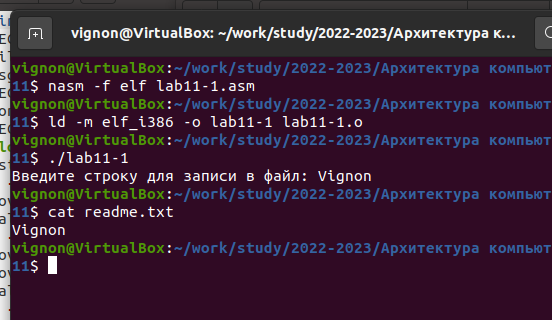 vignon@VirtualBox: ~/work/study/2022-2023/Архитектура к...
vignon@VirtualBox:~/work/study/2022-2023/Архитектура компьют
11$ nasm -f elf lab11-1.asm
vignon@VirtualBox:~/work/study/2022-2023/Архитектура компьют
11$ ld -m elf_i386 -o lab11-1 lab11-1.o
vignon@VirtualBox:~/work/study/2022-2023/Архитектура компьют
11$ ./lab11-1
Введите строку для записи в файл: Vignon
vignon@VirtualBox:~/work/study/2022-2023/Архитектура компьют
11$ cat readme.txt
Vignon
vignon@VirtualBox:~/work/study/2022-2023/Архитектура компьют
11$